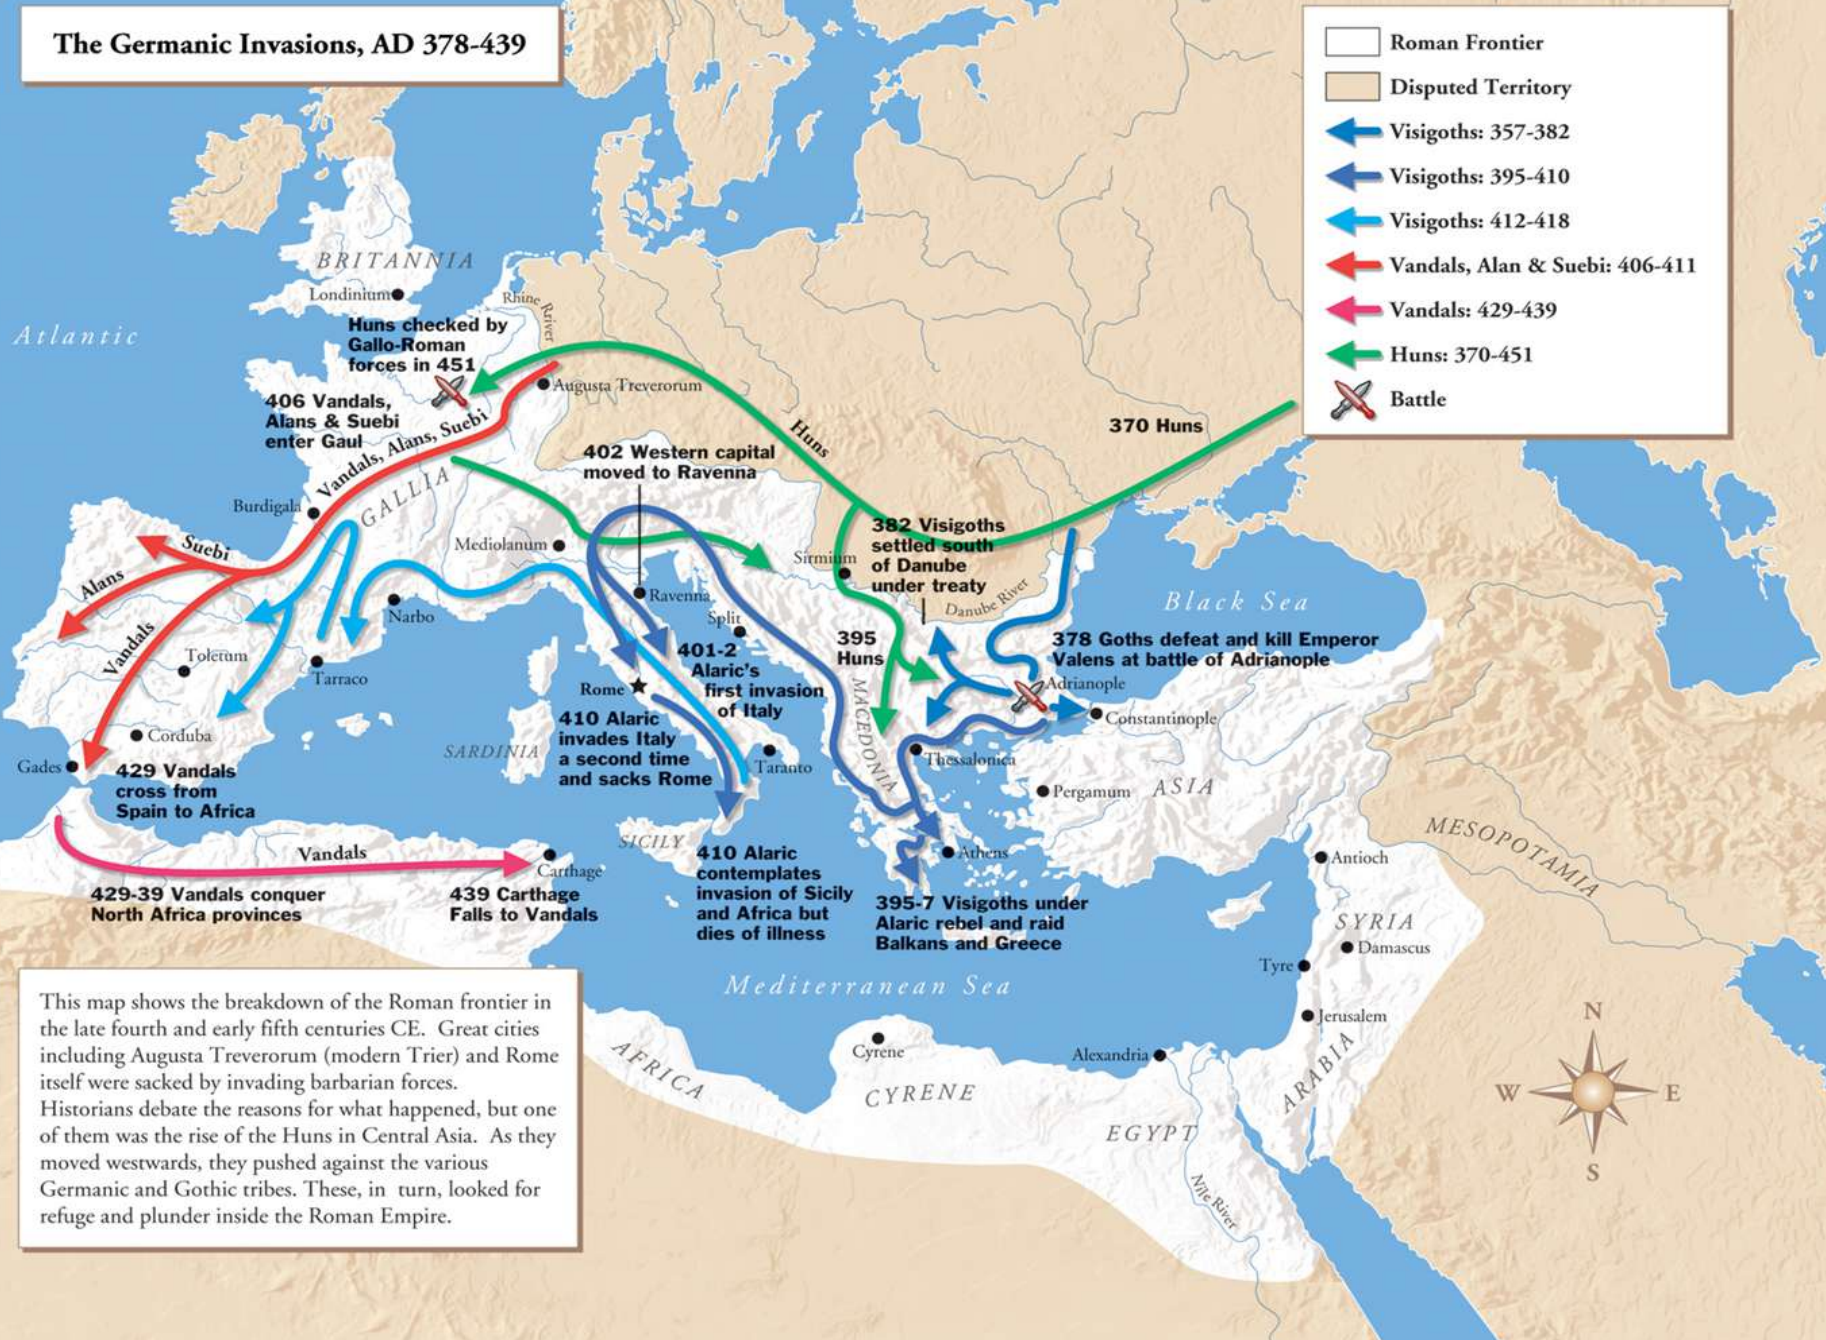 The Germanic Invasions, AD 378-439
Roman Frontier
Disputed Territory
Visigoths: 357-382
Visigoths: 395-410
Visigoths: 412-418
Vandals, Alan & Suebi: 406-411
Vandals: 429-439
Huns: 370-451
Battle
BRITANNIA
Londinium
Rhine Rriver
Atlantic
Huns checked by
Gallo-Roman
forces in 451
Augusta Treverorum
406 Vandals,
Alans & Suebi
enter Gaul
Vandals, Alans, Suebi
Huns
370 Huns
402 Western capital
moved to Ravenna
GALLIA
Burdigala
382 Visigoths
settled south
of Danube
under treaty
Suebi
Mediolanum
Sirmium
Alans
Ravenna
Danube River
Black Sea
Narbo
Split
Vandals
Toletum
395
Huns
378 Goths defeat and kill Emperor
Valens at battle of Adrianople
401-2
Alaric's
first invasion
of Italy
Tarraco
Rome
MACEDONIA
Adrianople
Constantinople
410 Alaric
invades Italy
a second time
and sacks Rome
Corduba
SARDINIA
Thessalonica
Gades
429 Vandals
cross from
Spain to Africa
Taranto
Pergamum
ASIA
MESOPOTAMIA
Vandals
SICILY
410 Alaric
contemplates
invasion of Sicily
and Africa but
dies of illness
Athens
Antioch
Carthage
429-39 Vandals conquer
North Africa provinces
439 Carthage
Falls to Vandals
395-7 Visigoths under
Alaric rebel and raid
Balkans and Greece
SYRIA
Damascus
Tyre
Mediterranean Sea
Jerusalem
This map shows the breakdown of the Roman frontier in
the late fourth and early fifth centuries CE. Great cities
including Augusta Treverorum (modern Trier) and Rome
itself were sacked by invading barbarian forces.
Historians debate the reasons for what happened, but one
of them was the rise of the Huns in Central Asia. As they
moved westwards, they pushed against the various
Germanic and Gothic tribes. These, in turn, looked for
refuge and plunder inside the Roman Empire.
AFRICA
Cyrene
CYRENE
Alexandria
EGYPT
ARABIA
Nile River
N
W
E
S